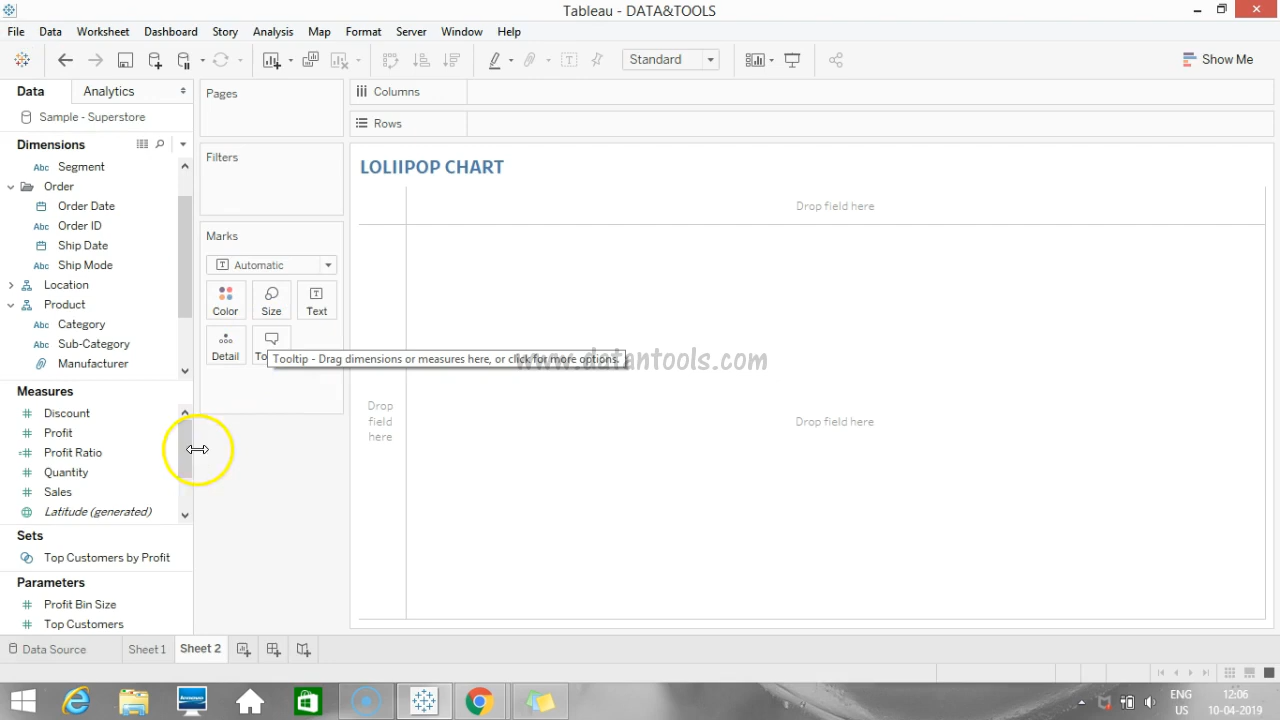 Tableau - DATA&TOOLS
File Data Worksheet Dashboard Story Analysis Map Format Server Window Help
Standard
Show Me
Data Analytics
Sample - Superstore
Dimensions
Segment
Order
Order Date
Order ID
Ship Date
Ship Mode
Location
Product
Category
Sub-Category
Manufacturer
Measures
Discount
Profit
Profit Ratio
Quantity
Sales
Latitude (generated)
Sets
Top Customers by Profit
Parameters
Profit Bin Size
Top Customers
Pages
Filters
Marks
Automatic
Color Size Text
Detail To
Tooltip - Drag dimensions or measures here, or click for more options.
Columns
Rows
LOLIIPOP CHART
Drop field here
www.datantools.com
Drop
field
here
Drop field here
Data Source Sheet 1 Sheet 2
ENG
US
12:06
10-04-2019